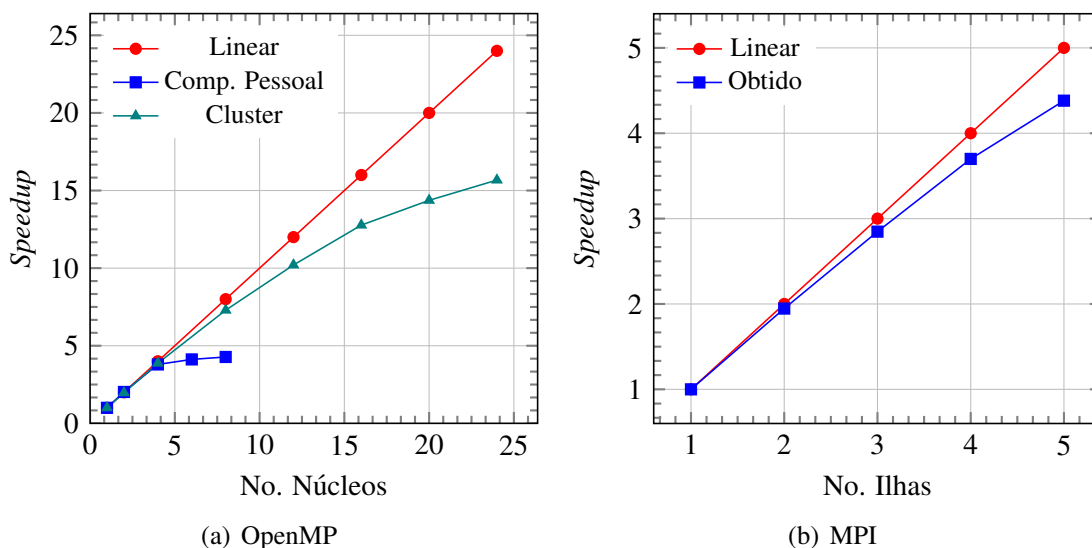 Linear
Comp. Pessoal
Cluster
25
20
15
10
5
0
Speedup
0 5 10 15 20 25
No. Núcleos
(a) OpenMP
Linear
Obtido
5
4
3
2
1
Speedup
1 2 3 4 5
No. Ilhas
(b) MPI